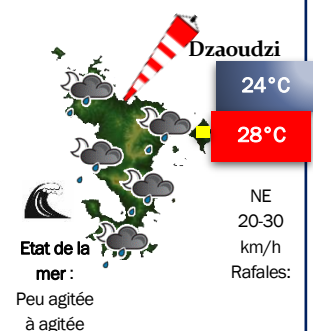 Dzaoudzi
24°C
28°C
NE
20-30
km/h
Rafales:
Etat de la
mer :
Peu agitée
à agitée